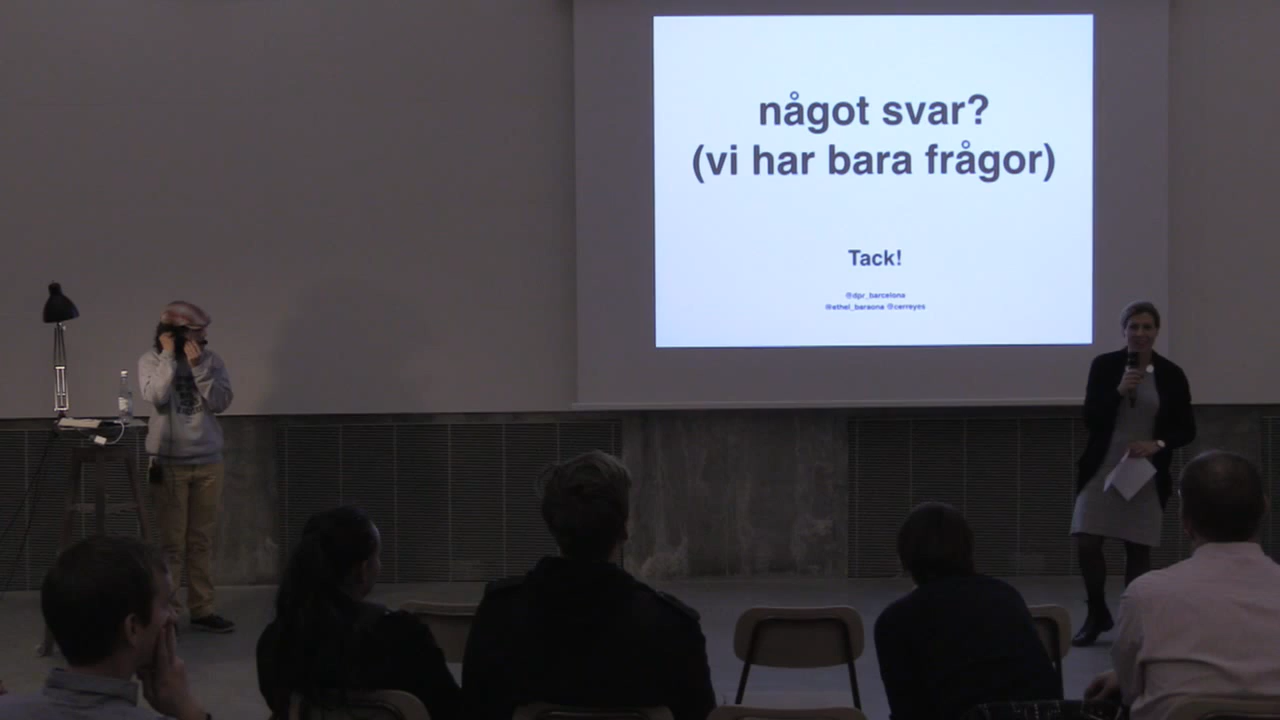 något svar?
(vi har bara frågor)
Tack!
@dpr_barcelona
@ethel_baraona @cerreyes